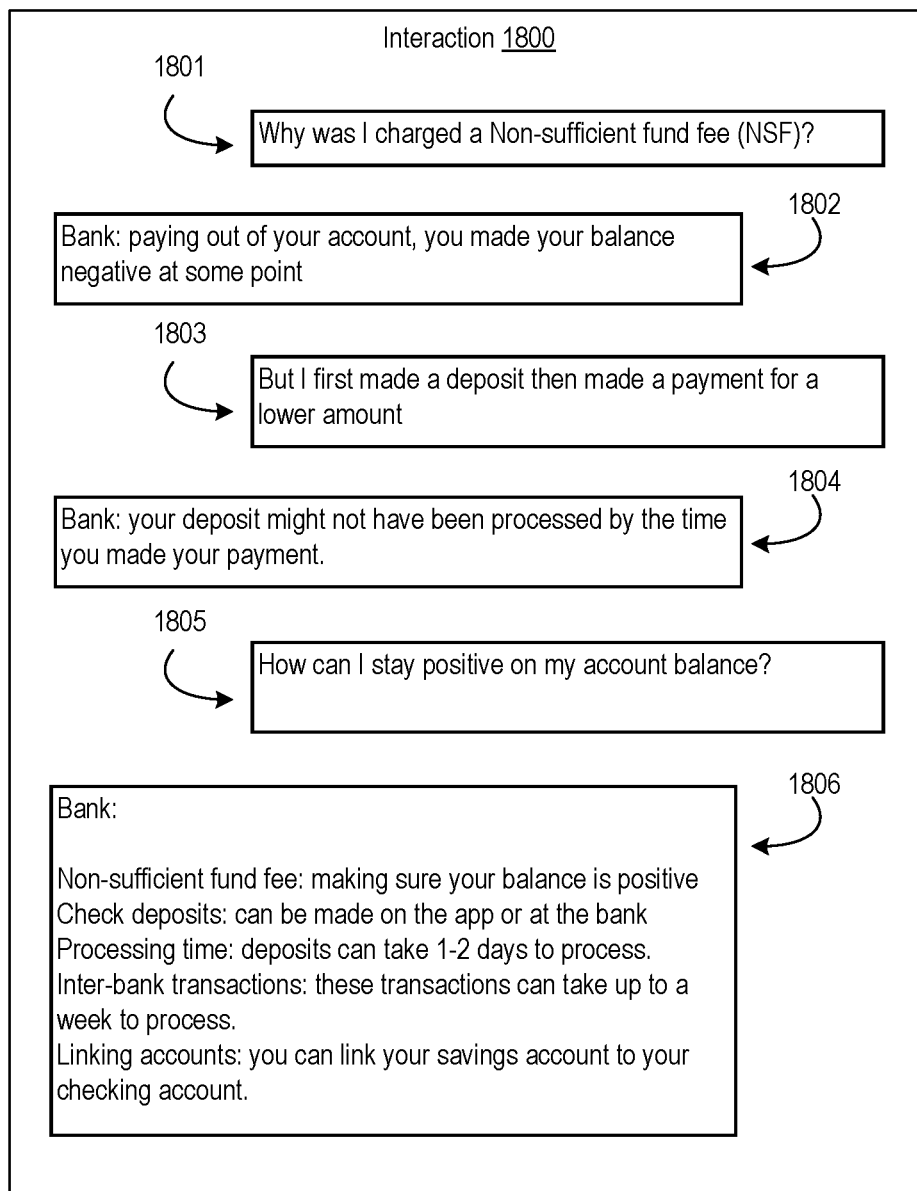 Interaction 1800
1801
Why was I charged a Non-sufficient fund fee (NSF)?
1802
Bank: paying out of your account, you made your balance
negative at some point
1803
But I first made a deposit then made a payment for a
lower amount
1804
Bank: your deposit might not have been processed by the time
you made your payment.
1805
How can I stay positive on my account balance?
1806
Bank:
Non-sufficient fund fee: making sure your balance is positive
Check deposits: can be made on the app or at the bank
Processing time: deposits can take 1-2 days to process.
Inter-bank transactions: these transactions can take up to a
week to process.
Linking accounts: you can link your savings account to your
checking account.